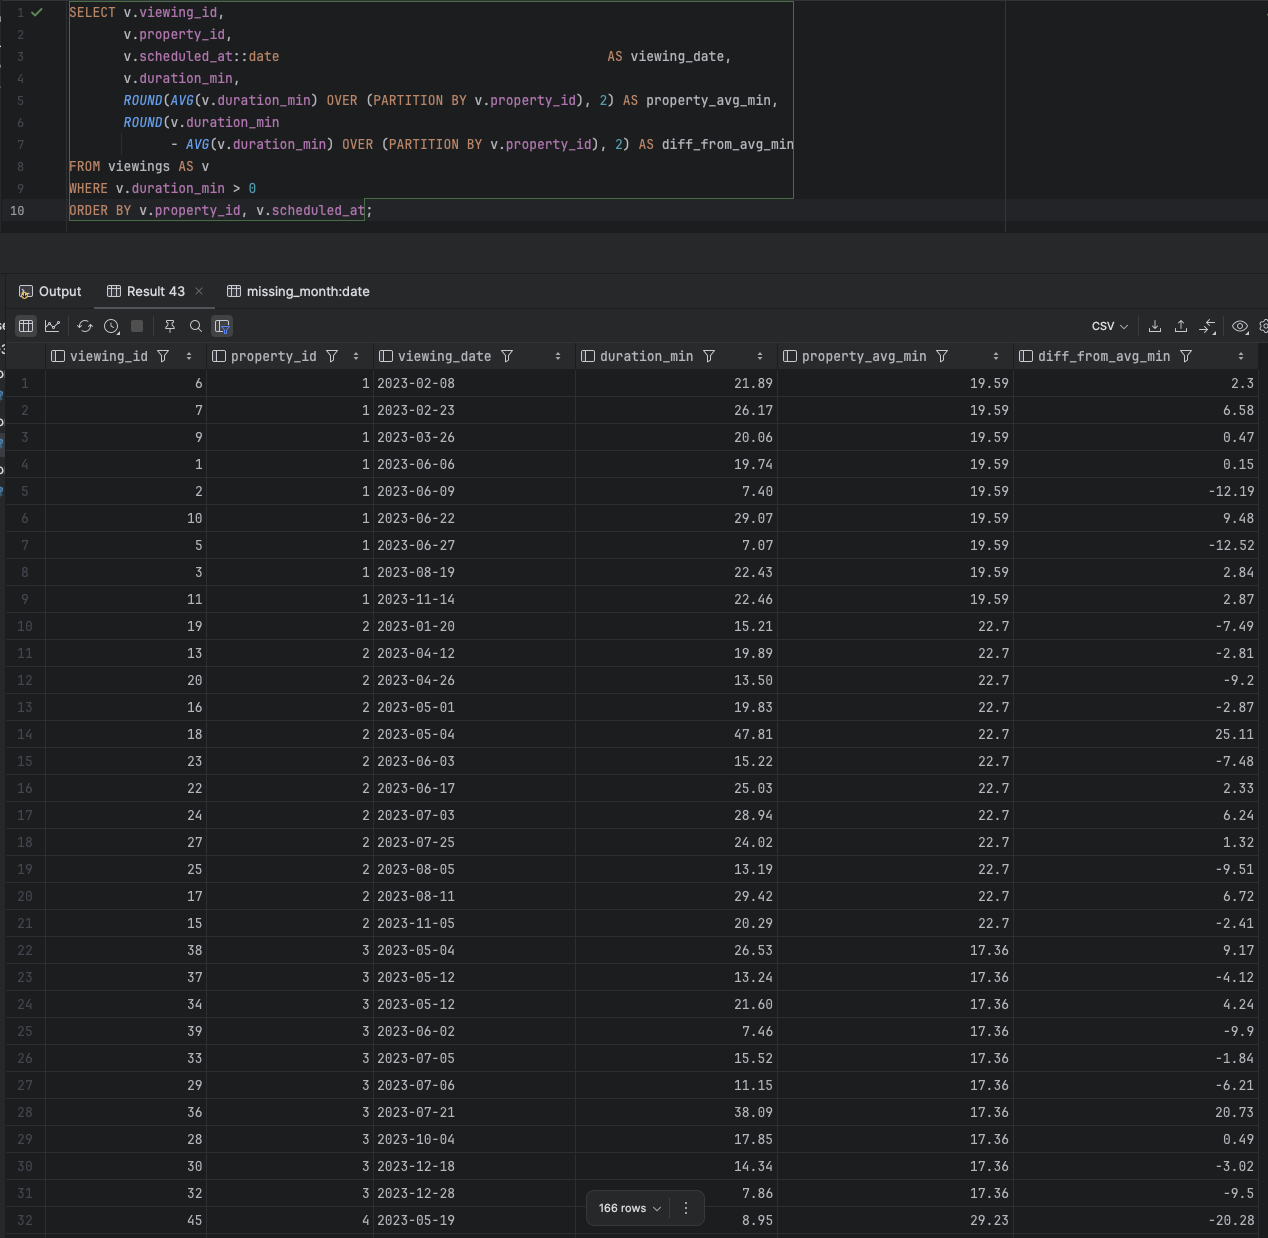 1 SELECT v.viewing_id,
2 v.property_id,
3 v.scheduled_at::date AS viewing_date,
4 v.duration_min,
5 ROUND(AVG(v.duration_min) OVER (PARTITION BY v.property_id), 2) AS property_avg_min,
6 ROUND(v.duration_min
7 - AVG(v.duration_min) OVER (PARTITION BY v.property_id), 2) AS diff_from_avg_min
8 FROM viewings AS v
9 WHERE v.duration_min > 0
10 ORDER BY v.property_id, v.scheduled_at;
Output Result 43 × missing_month:date
CSV
viewing_id property_id viewing_date duration_min property_avg_min diff_from_avg_min
1 6 1 2023-02-08 21.89 19.59 2.3
2 7 1 2023-02-23 26.17 19.59 6.58
3 9 1 2023-03-26 20.06 19.59 0.47
4 1 1 2023-06-06 19.74 19.59 0.15
5 2 1 2023-06-09 7.40 19.59 -12.19
6 10 1 2023-06-22 29.07 19.59 9.48
7 5 1 2023-06-27 7.07 19.59 -12.52
8 3 1 2023-08-19 22.43 19.59 2.84
9 11 1 2023-11-14 22.46 19.59 2.87
10 19 2 2023-01-20 15.21 22.7 -7.49
11 13 2 2023-04-12 19.89 22.7 -2.81
12 20 2 2023-04-26 13.50 22.7 -9.2
13 16 2 2023-05-01 19.83 22.7 -2.87
14 18 2 2023-05-04 47.81 22.7 25.11
15 23 2 2023-06-03 15.22 22.7 -7.48
16 22 2 2023-06-17 25.03 22.7 2.33
17 24 2 2023-07-03 28.94 22.7 6.24
18 27 2 2023-07-25 24.02 22.7 1.32
19 25 2 2023-08-05 13.19 22.7 -9.51
20 17 2 2023-08-11 29.42 22.7 6.72
21 15 2 2023-11-05 20.29 22.7 -2.41
22 38 3 2023-05-04 26.53 17.36 9.17
23 37 3 2023-05-12 13.24 17.36 -4.12
24 34 3 2023-05-12 21.60 17.36 4.24
25 39 3 2023-06-02 7.46 17.36 -9.9
26 33 3 2023-07-05 15.52 17.36 -1.84
27 29 3 2023-07-06 11.15 17.36 -6.21
28 36 3 2023-07-21 38.09 17.36 20.73
29 28 3 2023-10-04 17.85 17.36 0.49
30 30 3 2023-12-18 14.34 17.36 -3.02
31 32 3 2023-12-28 7.86 17.36 -9.5
32 45 4 2023-05-19 8.95 29.23 -20.28
166 rows